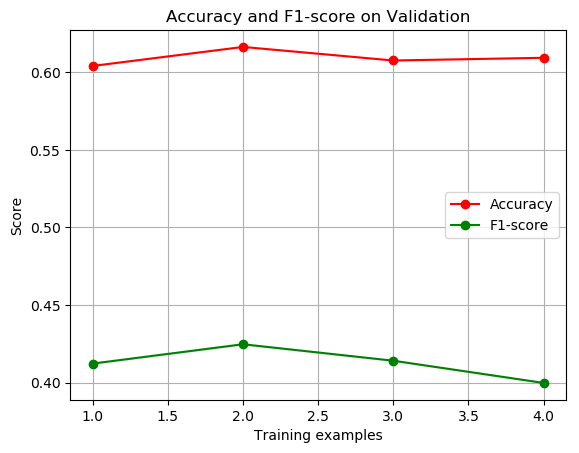 Accuracy and F1-score on Validation
0.60
0.55
0.50
0.45
0.40
Score
Accuracy
F1-score
1.0 1.5 2.0 2.5 3.0 3.5 4.0
Training examples